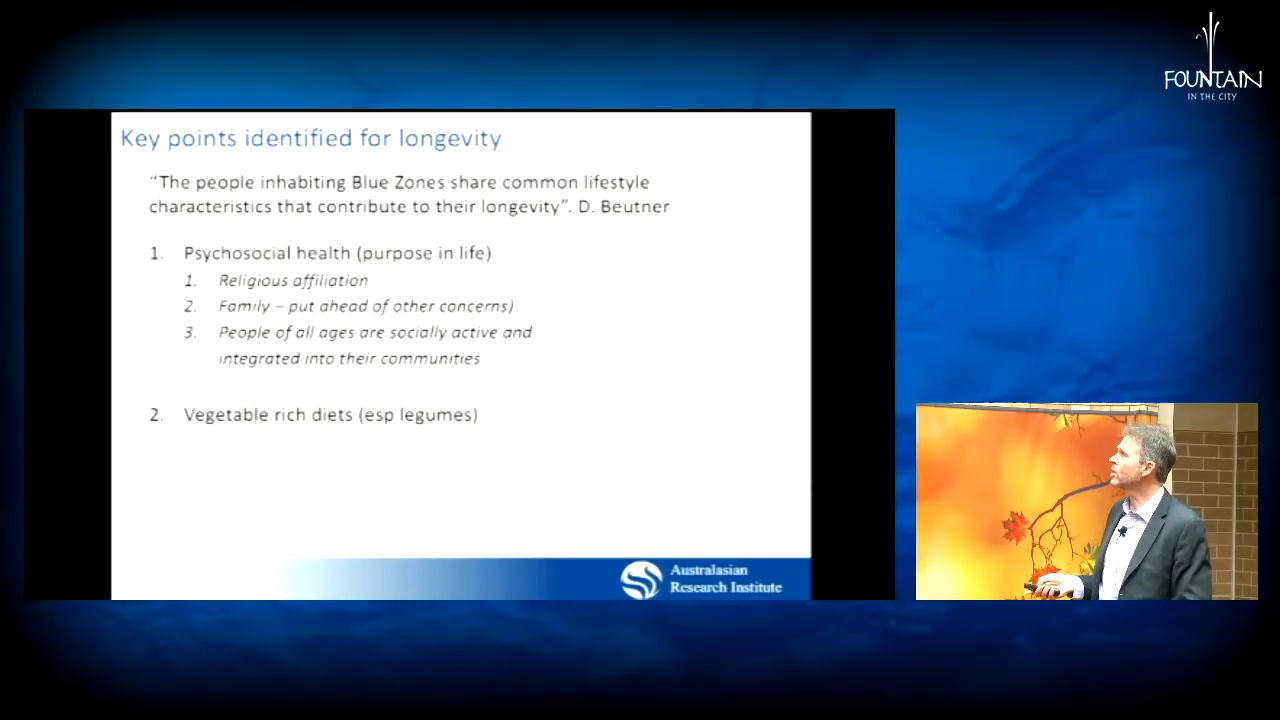 FOUNTAIN
IN THE CITY
Key points identified for longevity
"The people inhabiting Blue Zones share common lifestyle
characteristics that contribute to their longevity". D. Beutner
1. Psychosocial health (purpose in life)
1. Religious affiliation
2. Family – put ahead of other concerns)
3. People of all ages are socially active and
integrated into their communities
2. Vegetable rich diets (esp legumes)
Australasian
Research Institute